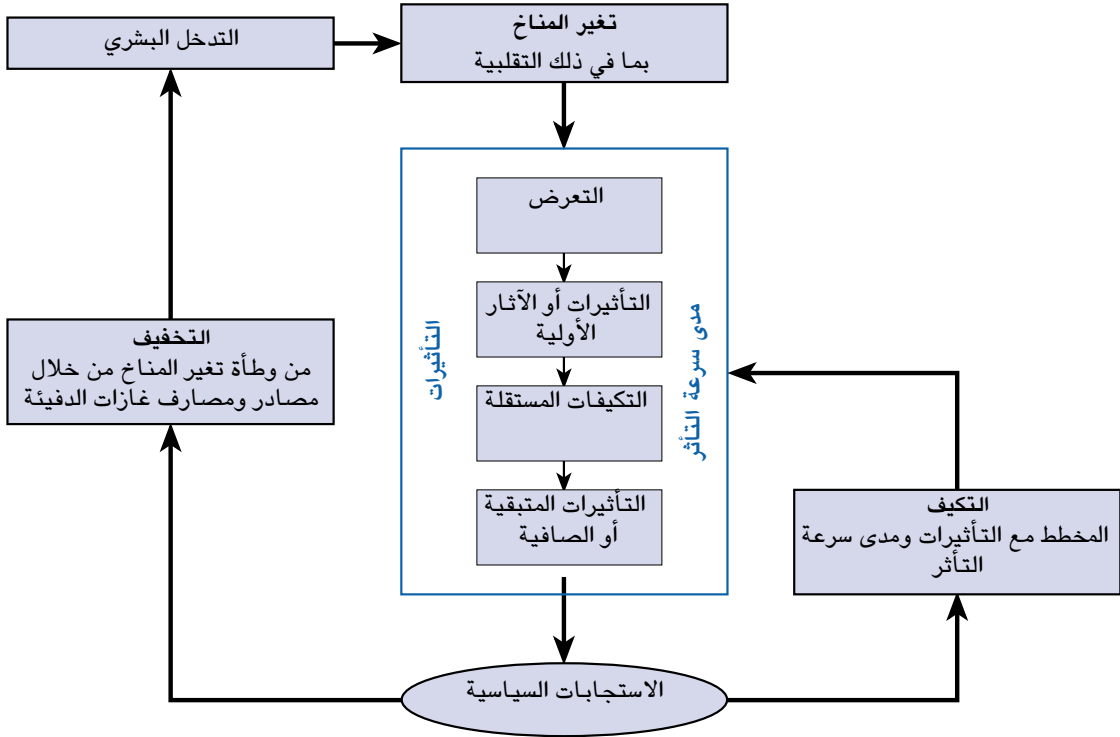 التدخل البشري
تغير المناخ
بما في ذلك التقلبية
التعرض
التأثيرات أو الآثار
الأولية
التكيفات المستقلة
التأثيرات المتبقية
أو الصافية
التأثيرات
مدى سرعة التأثر
التخفيف
من وطأة تغير المناخ من خلال
مصادر ومصارف غازات الدفيئة
التكيف
المخطط مع التأثيرات ومدى سرعة
التأثر
الاستجابات السياسية